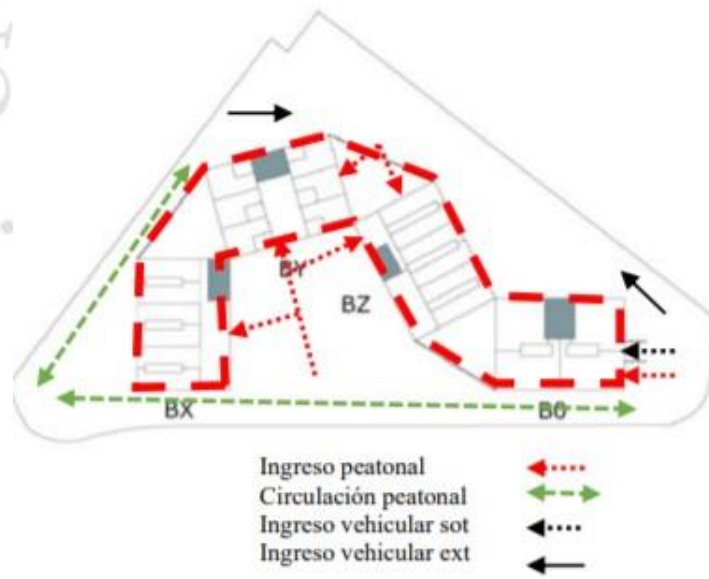 BY
BZ
BX
B0
Ingreso peatonal
Circulación peatonal
Ingreso vehicular sot
Ingreso vehicular ext